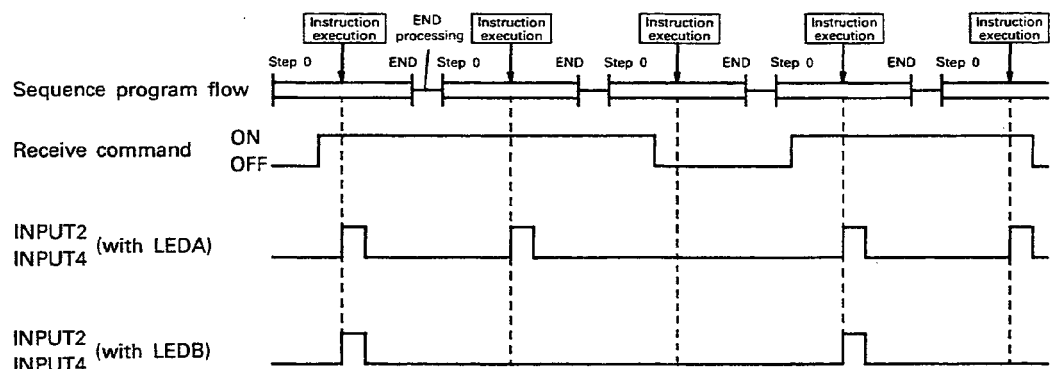 Instruction execution
END processing
Instruction execution
Instruction execution
Instruction execution
Instruction execution
Step 0
END
Step 0
END
Step 0
END
Step 0
END
Step 0
Sequence program flow
Receive command
ON
OFF
INPUT2
INPUT4
(with LEDA)
INPUT2
INPUT4
(with LEDB)